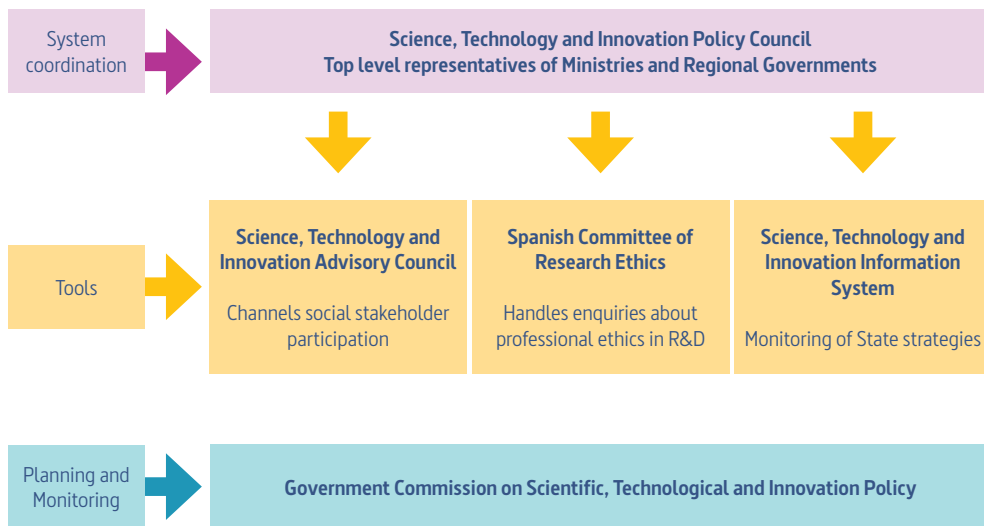 System
coordination
Science, Technology and Innovation Policy Council
Top level representatives of Ministries and Regional Governments
Tools
Science, Technology and
Innovation Advisory Council
Channels social stakeholder
participation
Spanish Committee of
Research Ethics
Handles enquiries about
professional ethics in R&D
Science, Technology and
Innovation Information
System
Monitoring of State strategies
Planning and
Monitoring
Government Commission on Scientific, Technological and Innovation Policy